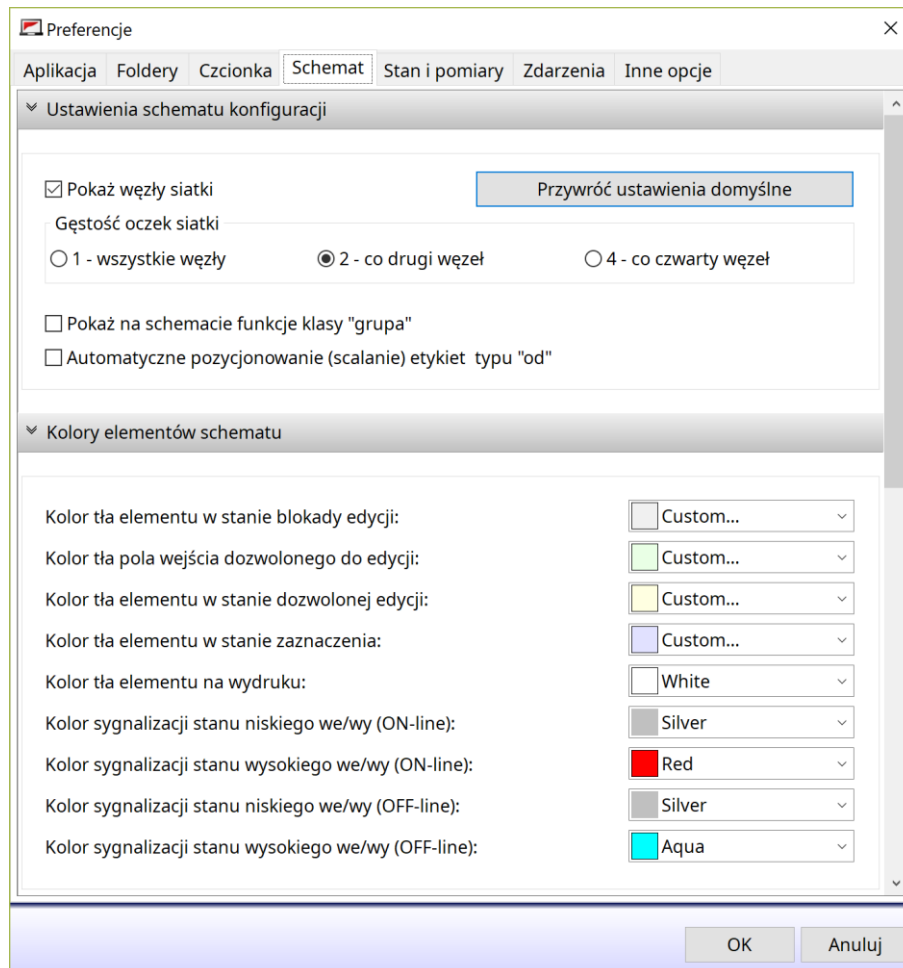 Preferencje
Aplikacja Foldery Czcionka Schemat Stan i pomiary Zdarzenia Inne opcje
Ustawienia schematu konfiguracji
Pokaż węzły siatki Przywróć ustawienia domyślne
Gęstość oczek siatki
1 - wszystkie węzły 2 - co drugi węzeł 4 - co czwarty węzeł
Pokaż na schemacie funkcje klasy "grupa"
Automatyczne pozycjonowanie (scalanie) etykiet typu "od"
Kolory elementów schematu
Kolor tła elementu w stanie blokady edycji: Custom...
Kolor tła pola wejścia dozwolonego do edycji: Custom...
Kolor tła elementu w stanie dozwolonej edycji: Custom...
Kolor tła elementu w stanie zaznaczenia: Custom...
Kolor tła elementu na wydruku: White
Kolor sygnalizacji stanu niskiego we/wy (ON-line): Silver
Kolor sygnalizacji stanu wysokiego we/wy (ON-line): Red
Kolor sygnalizacji stanu niskiego we/wy (OFF-line): Silver
Kolor sygnalizacji stanu wysokiego we/wy (OFF-line): Aqua
OK Anuluj